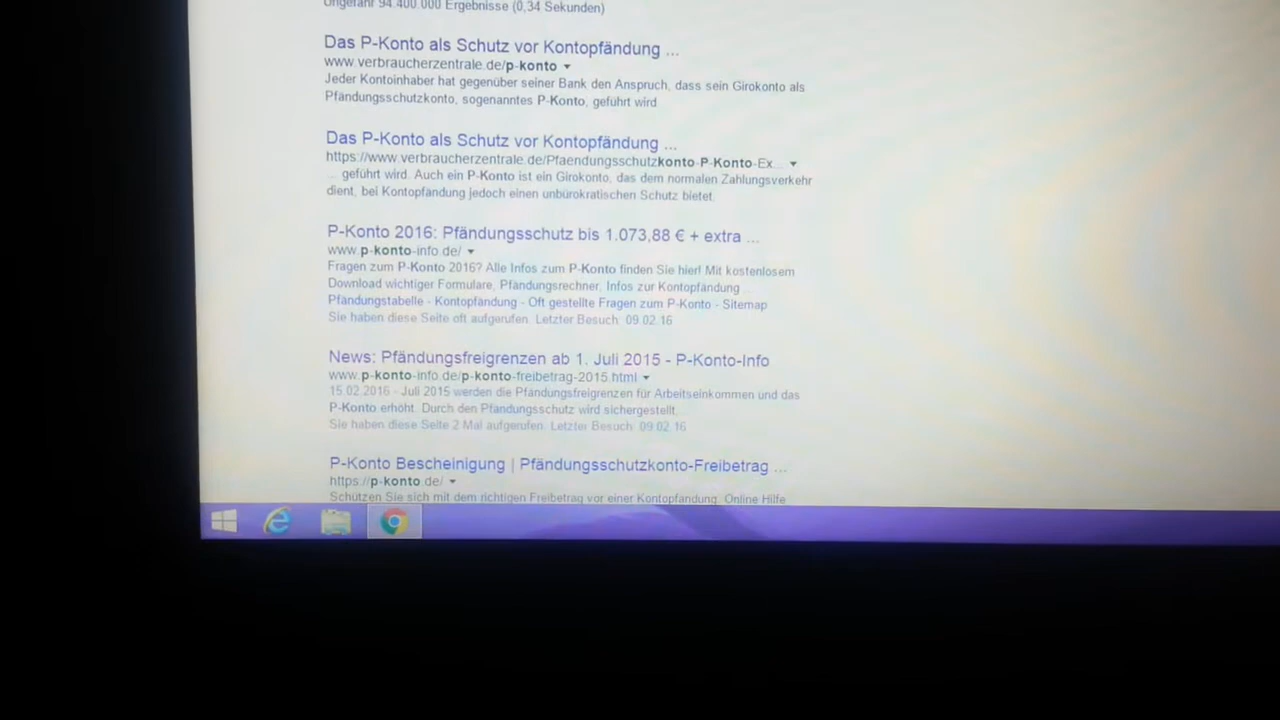 Ungefähr 94.400.000 Ergebnisse (0,34 Sekunden)
Das P-Konto als Schutz vor Kontopfändung ...
www.verbraucherzentrale.de/p-konto
Jeder Kontoinhaber hat gegenüber seiner Bank den Anspruch, dass sein Girokonto als
Pfändungsschutzkonto, sogenanntes P-Konto, geführt wird
Das P-Konto als Schutz vor Kontopfändung ...
https://www.verbraucherzentrale.de/Pfaendungsschutzkonto-P-Konto-Ex...
... geführt wird. Auch ein P-Konto ist ein Girokonto, das dem normalen Zahlungsverkehr
dient, bei Kontopfändung jedoch einen unbürokratischen Schutz bietet.
P-Konto 2016: Pfändungsschutz bis 1.073,88 € + extra ...
www.p-konto-info.de/
Fragen zum P-Konto 2016? Alle Infos zum P-Konto finden Sie hier! Mit kostenlosem
Download wichtiger Formulare, Pfändungsrechner, Infos zur Kontopfändung ...
Pfändungstabelle - Kontopfändung - Oft gestellte Fragen zum P-Konto - Sitemap
Sie haben diese Seite oft aufgerufen. Letzter Besuch: 09.02.16
News: Pfändungsfreigrenzen ab 1. Juli 2015 - P-Konto-Info
www.p-konto-info.de/p-konto-freibetrag-2015.html
15.02.2016 - Juli 2015 werden die Pfändungsfreigrenzen für Arbeitseinkommen und das
P-Konto erhöht. Durch den Pfändungsschutz wird sichergestellt, ...
Sie haben diese Seite 2 Mal aufgerufen. Letzter Besuch: 09.02.16
P-Konto Bescheinigung | Pfändungsschutzkonto-Freibetrag ...
https://p-konto.de/
Schützen Sie sich mit dem richtigen Freibetrag vor einer Kontopfändung. Online Hilfe